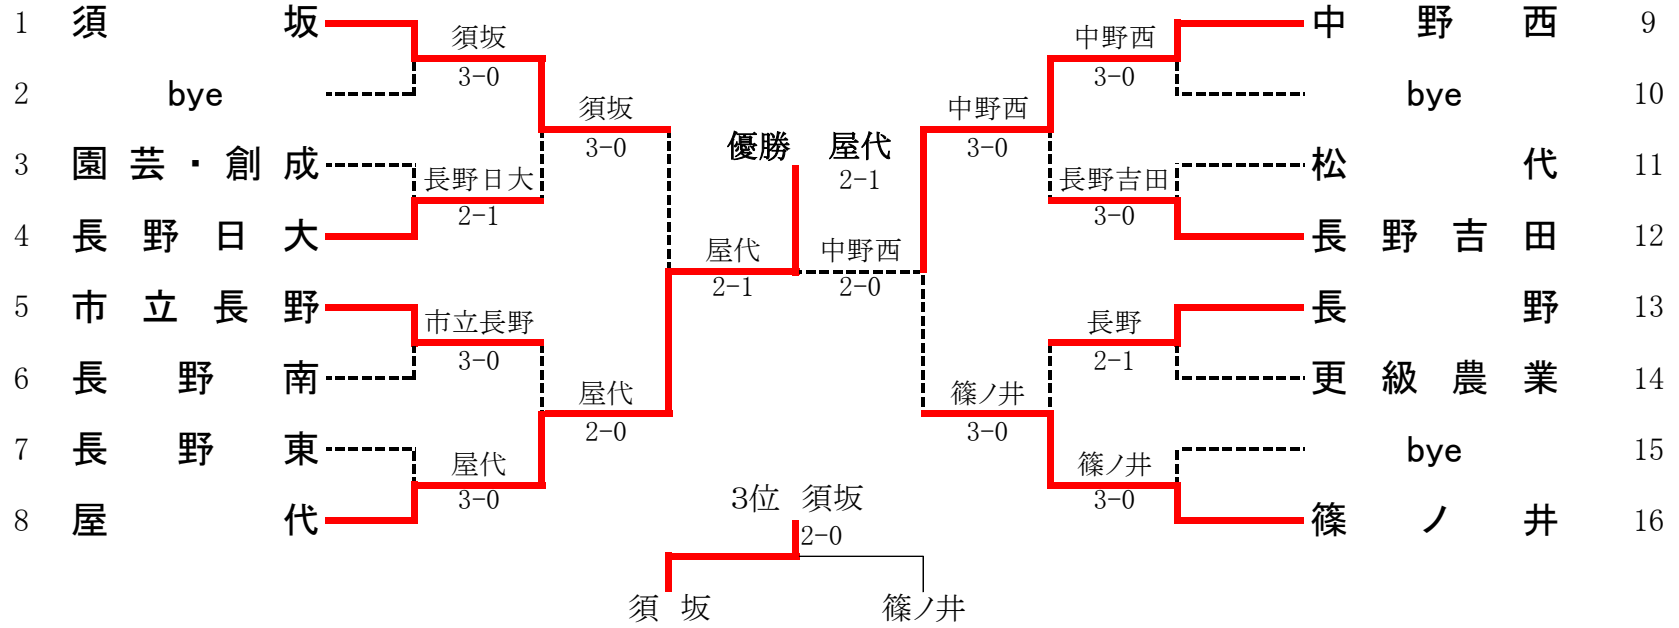 1 須坂 須坂 中野西 中野西 9
3-0 3-0
2 bye 須坂 中野西 bye 10
3-0 優勝 屋代 3-0
3 園芸・創成 長野日大 2-1 長野吉田 松代 11
2-1 3-0
4 長野日大 屋代 中野西 長野吉田 12
2-1 2-0
5 市立長野 市立長野 長野 長野 13
3-0 2-1
6 長野南 屋代 篠ノ井 更級農業 14
2-0 3-0
7 長野東 屋代 篠ノ井 bye 15
3-0 3位 須坂 3-0
8 屋代 2-0 篠ノ井 16
須坂 篠ノ井